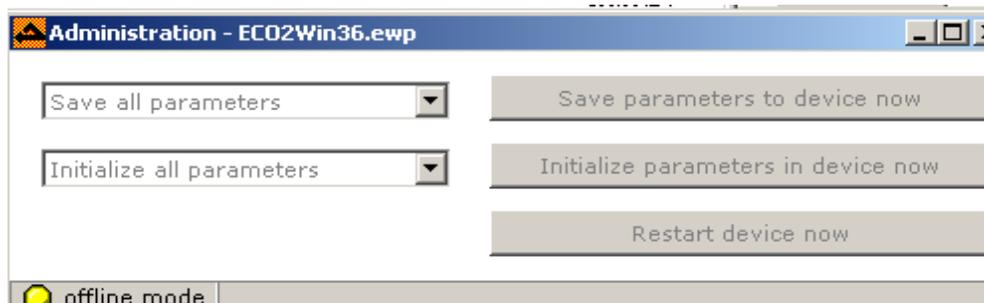 Administration - ECO2Win36.ewp
Save all parameters
Save parameters to device now
Initialize all parameters
Initialize parameters in device now
Restart device now
offline mode